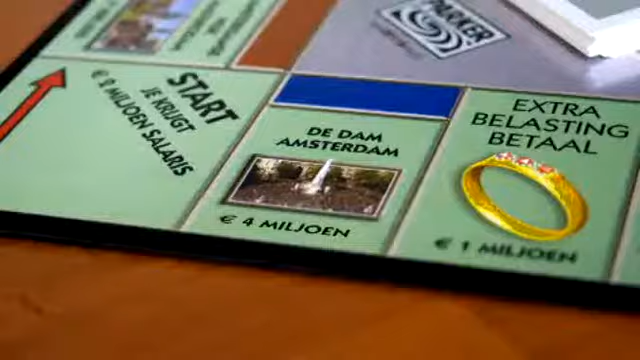 PARKER
START
JE KRIJGT
€ 2 MILJOEN SALARIS
DE DAM
AMSTERDAM
€ 4 MILJOEN
EXTRA
BELASTING
BETAAL
€ 1 MILJOEN